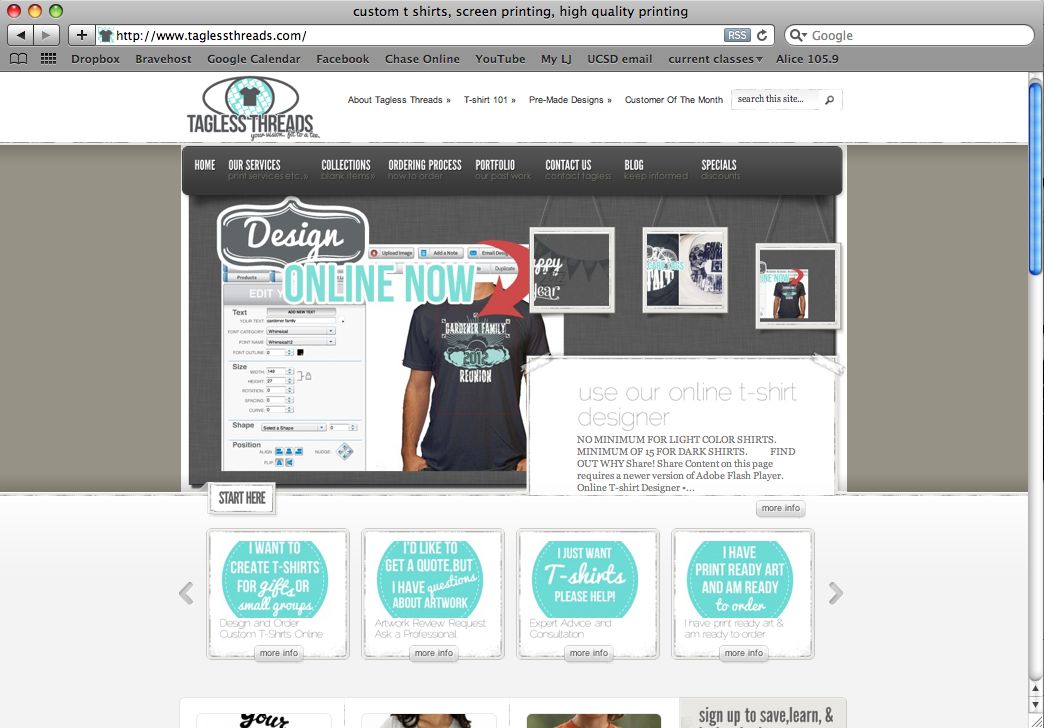 custom t shirts, screen printing, high quality printing
http://www.taglessthreads.com/
RSS
Google
Dropbox Bravehost Google Calendar Facebook Chase Online YouTube My LJ UCSD email current classes Alice 105.9
TAGLESS THREADS
your vision. fit to a tee.
About Tagless Threads » T-shirt 101 » Pre-Made Designs » Customer Of The Month
search this site...
HOME OUR SERVICES COLLECTIONS ORDERING PROCESS PORTFOLIO CONTACT US BLOG SPECIALS
print services etc. » blank items » how to order our past work contact tagless keep informed discounts
Design
ONLINE NOW
Upload Image Add a Note Email Design
Products Duplicate
EDIT Y
Text
ADD NEW TEXT
YOUR TEXT: gardener family
FONT CATEGORY: Whimsical
FONT NAME: Whimsical12
FONT OUTLINE: 0
Size
WIDTH: 149
HEIGHT: 27
ROTATION: 0
SPACING: 0
CURVE: 0
Shape Select a Shape 0
Position
ALIGN: NUDGE:
FLIP:
GARDENER FAMILY
2012
REUNION
ONLINE NOW
use our online t-shirt
designer
NO MINIMUM FOR LIGHT COLOR SHIRTS.
MINIMUM OF 15 FOR DARK SHIRTS. FIND
OUT WHY Share! Share Content on this page
requires a newer version of Adobe Flash Player.
Online T-shirt Designer •...
more info
START HERE
I WANT TO
CREATE T-SHIRTS
FOR gifts OR
small groups.
Design and Order
Custom T-Shirts Online
more info
I'D LIKE TO
GET A QUOTE, BUT
I HAVE questions
ABOUT ARTWORK
Artwork Review Request
Ask a Professional
more info
I JUST WANT
T-shirts
PLEASE HELP!
Expert Advice and
Consultation
more info
I HAVE
PRINT READY ART
AND AM READY
to order
I have print ready art &
am ready to order
more info
your
sign up to save, learn, &